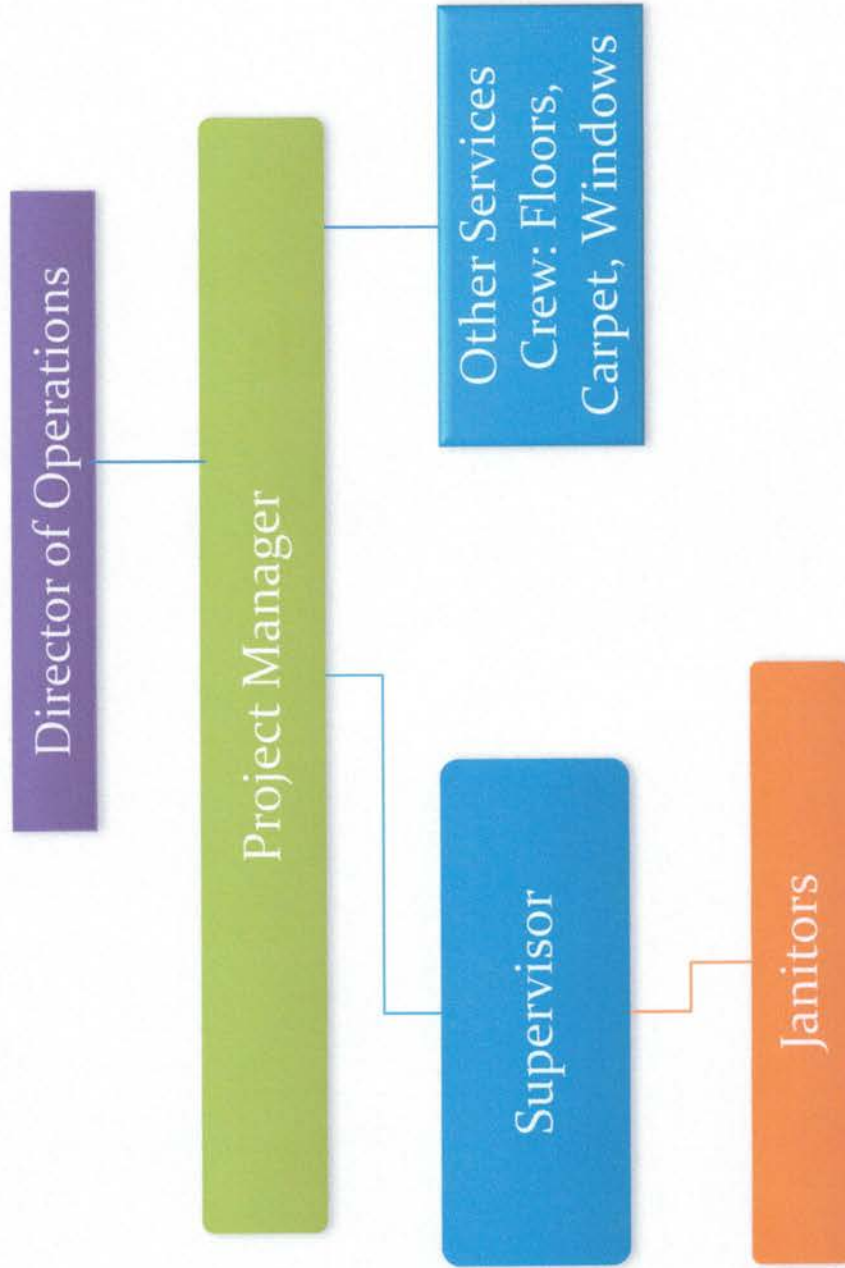 Director of Operations
Project Manager
Supervisor
Other Services
Crew: Floors,
Carpet, Windows
Janitors